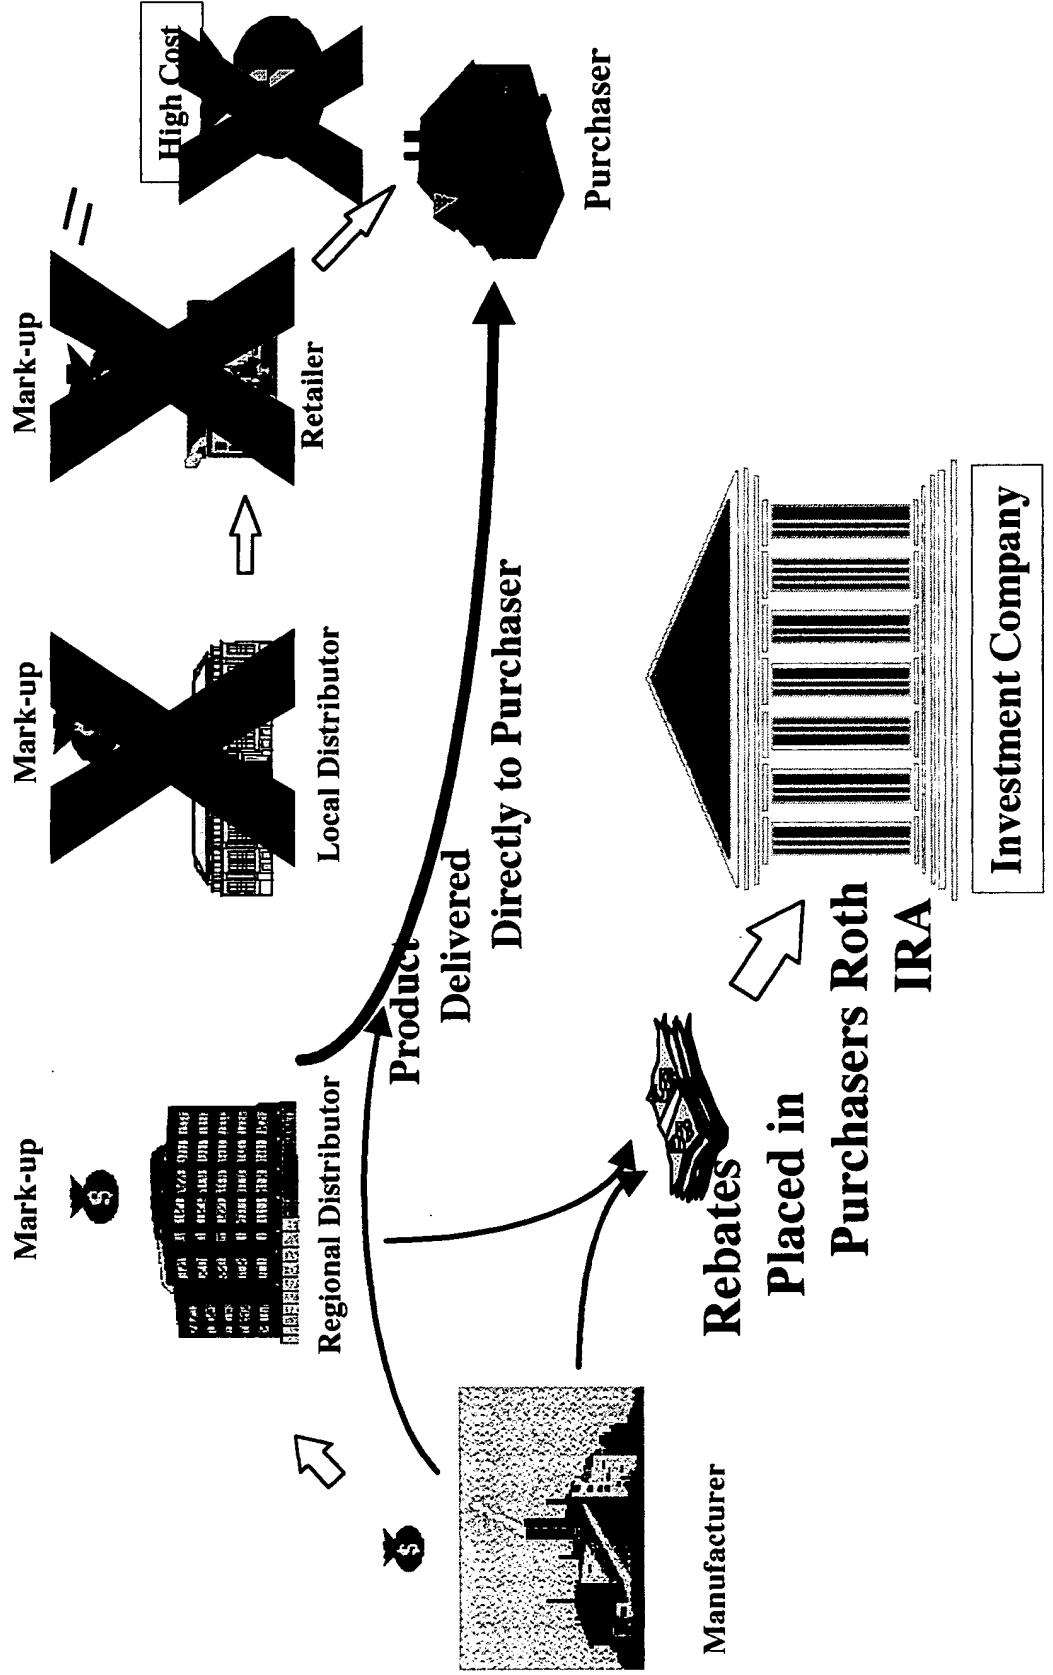 Mark-up
Mark-up
Mark-up
High Cost
$
Regional Distributor
Local Distributor
Retailer
=
$
Product
Delivered
Directly to Purchaser
Purchaser
Manufacturer
Rebates
Placed in
Purchasers Roth
IRA
Investment Company